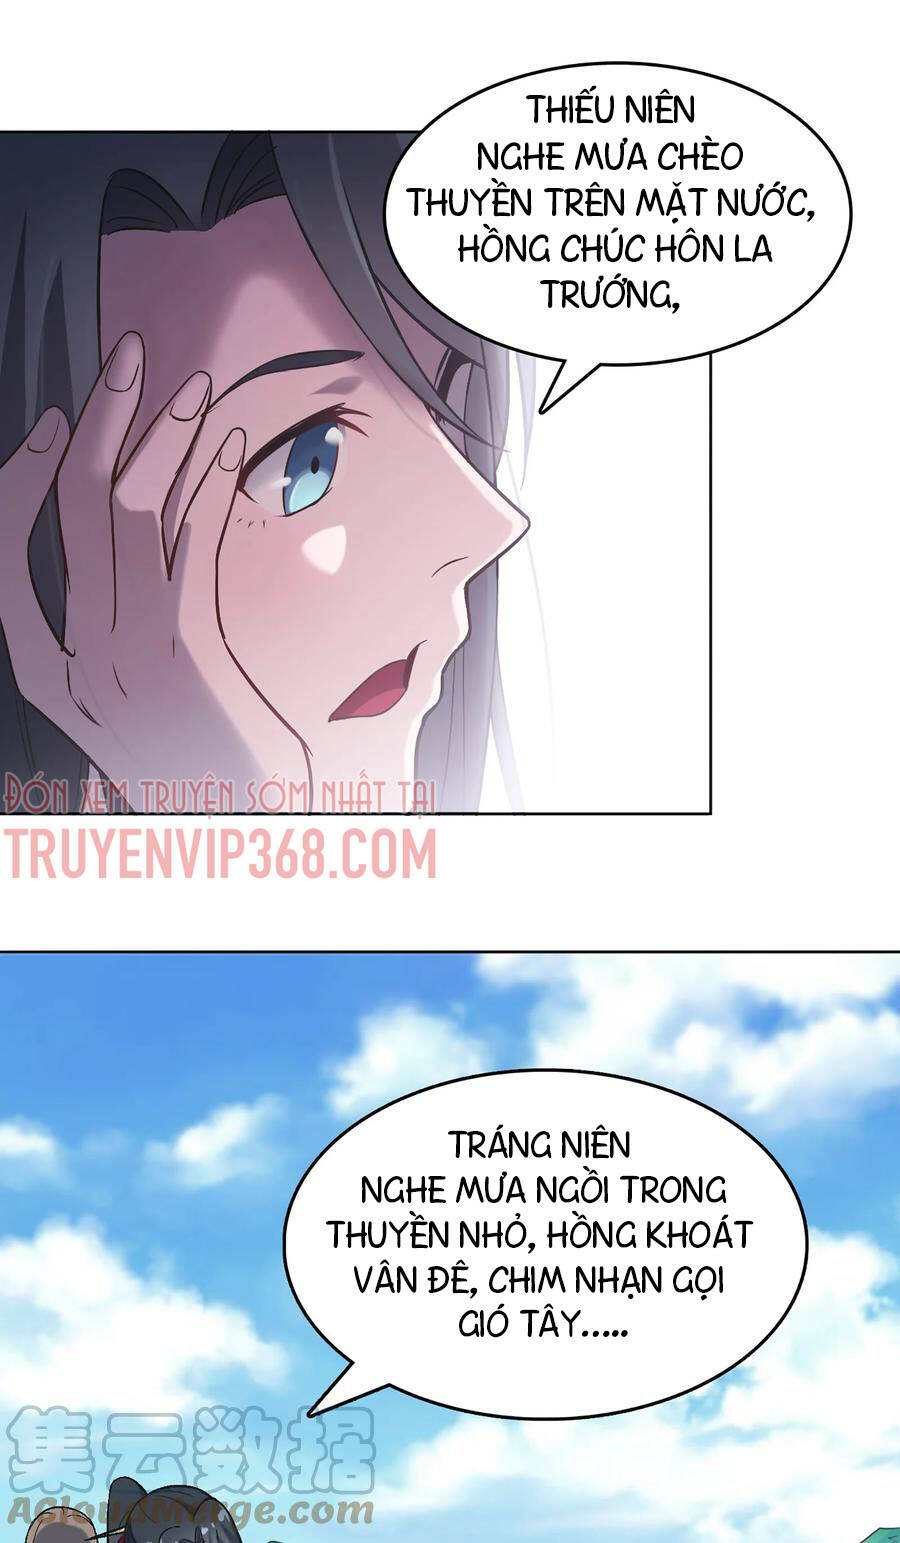 THIẾU NIÊN
NGHE MƯA CHÈO
THUYỀN TRÊN MẶT NƯỚC,
HỒNG CHÚC HÔN LA
TRƯỚNG,
ĐÓN XEM TRUYỆN SỚM NHẤT TẠI
TRUYENVIP368.COM
TRÁNG NIÊN
NGHE MƯA NGỒI TRONG
THUYỀN NHỎ, HỒNG KHOÁT
VÂN ĐÊ, CHIM NHẠN GỌI
GIÓ TÂY.....
集云数据
AcloudMerge.com